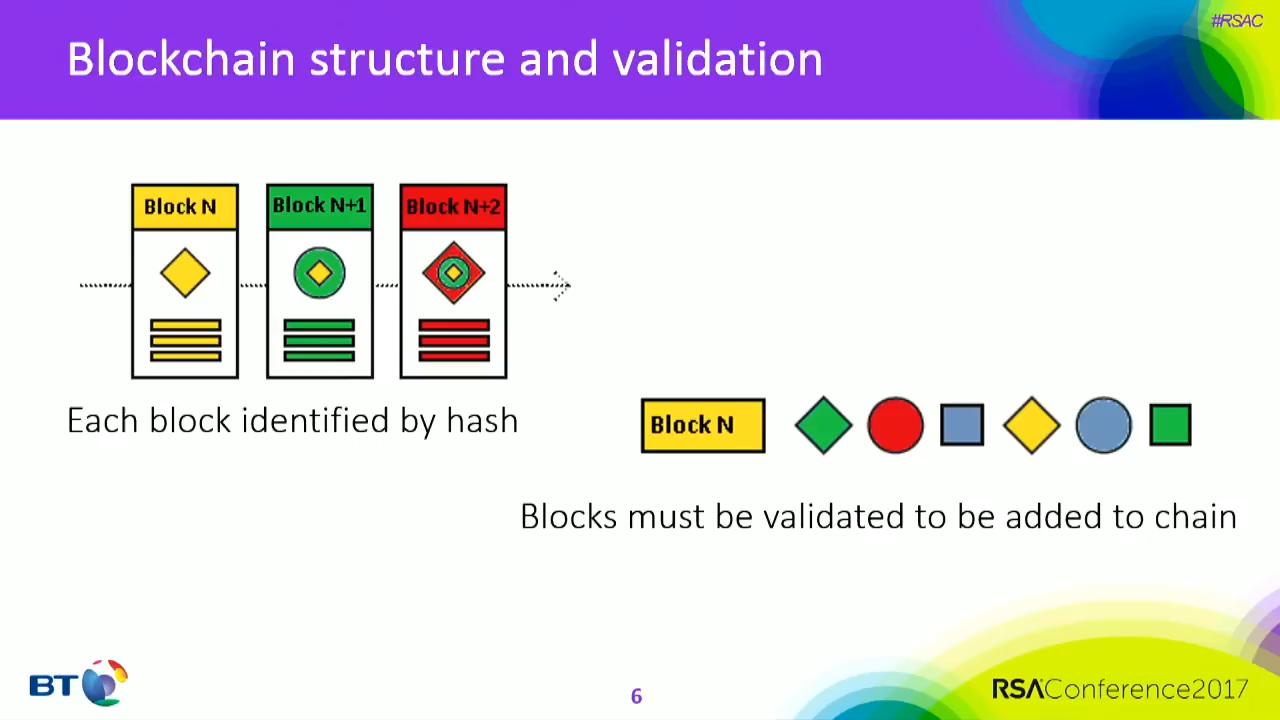 #RSAC
Blockchain structure and validation
Block N
Block N+1
Block N+2
Each block identified by hash
Block N
Blocks must be validated to be added to chain
BT
6
RSAConference2017